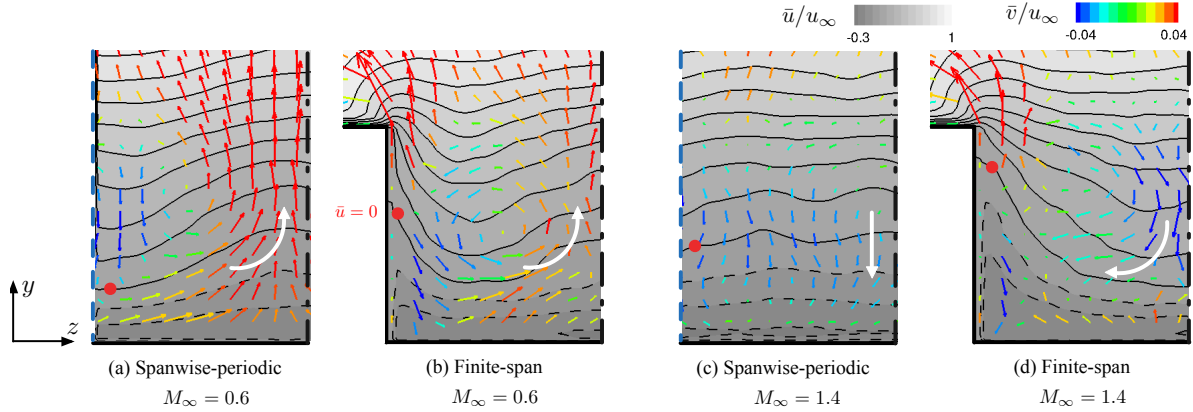 ū/u∞
v̄/u∞
-0.3
1
-0.04
0.04
ū = 0
y
z
(a) Spanwise-periodic
(b) Finite-span
(c) Spanwise-periodic
(d) Finite-span
M∞ = 0.6
M∞ = 0.6
M∞ = 1.4
M∞ = 1.4